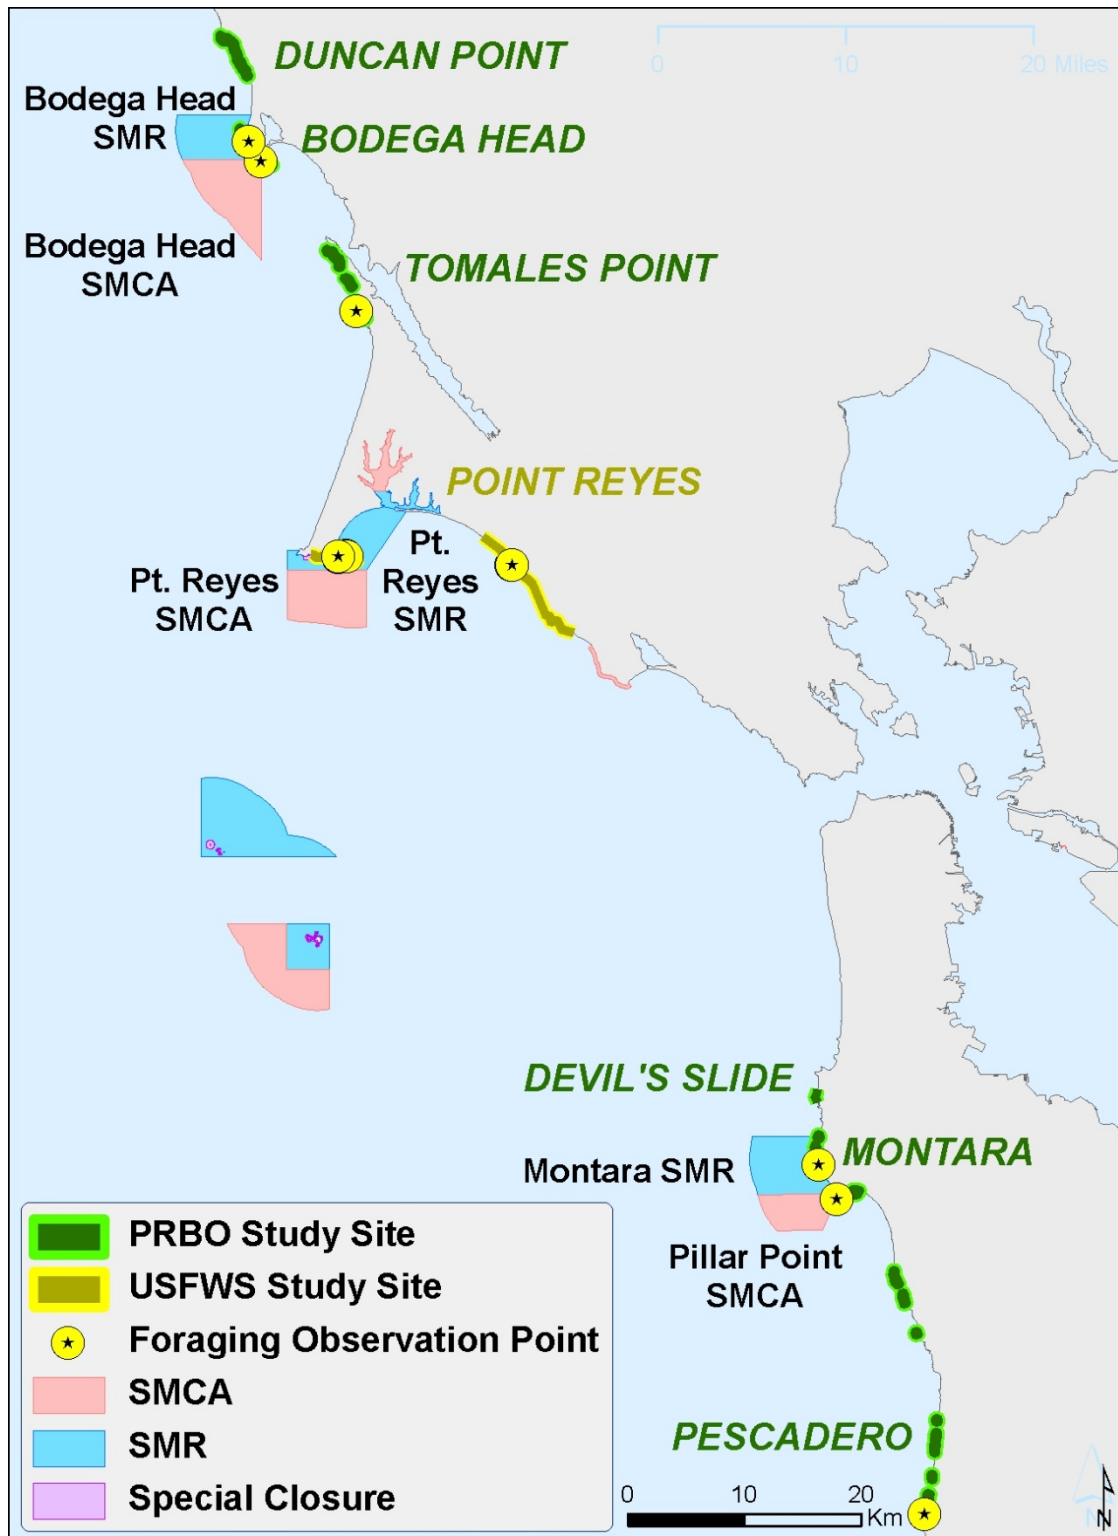 0 10 20 Miles
DUNCAN POINT
Bodega Head
SMR
BODEGA HEAD
Bodega Head
SMCA
TOMALES POINT
POINT REYES
Pt.
Reyes
SMR
Pt. Reyes
SMCA
DEVIL'S SLIDE
MONTARA
Montara SMR
Pillar Point
SMCA
PESCADERO
PRBO Study Site
USFWS Study Site
Foraging Observation Point
SMCA
SMR
Special Closure
0 10 20
Km
N